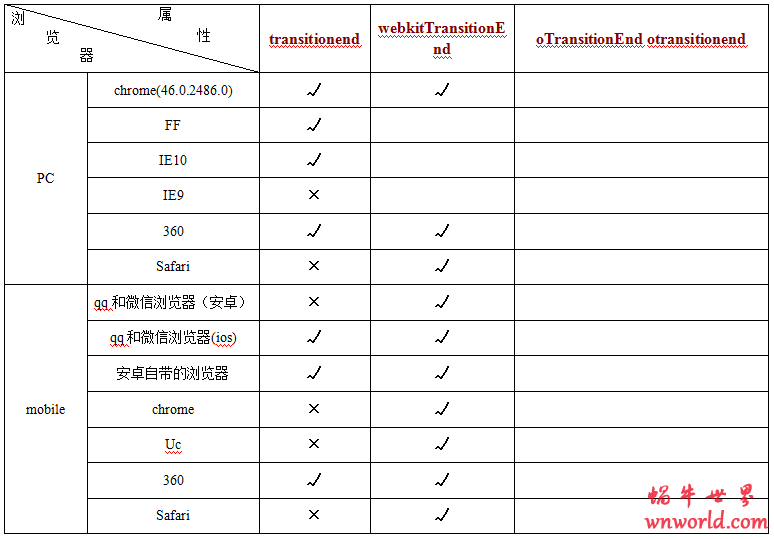 浏览器 属性 transitionend webkitTransitionEnd oTransitionEnd otransitionend
PC
chrome(46.0.2486.0) ✓ ✓
FF ✓
IE10 ✓
IE9 ×
360 ✓ ✓
Safari × ✓
mobile
qq和微信浏览器（安卓） × ✓
qq和微信浏览器(ios) ✓ ✓
安卓自带的浏览器 ✓ ✓
chrome × ✓
Uc × ✓
360 ✓ ✓
Safari × ✓
蜗牛世界
wnworld.com